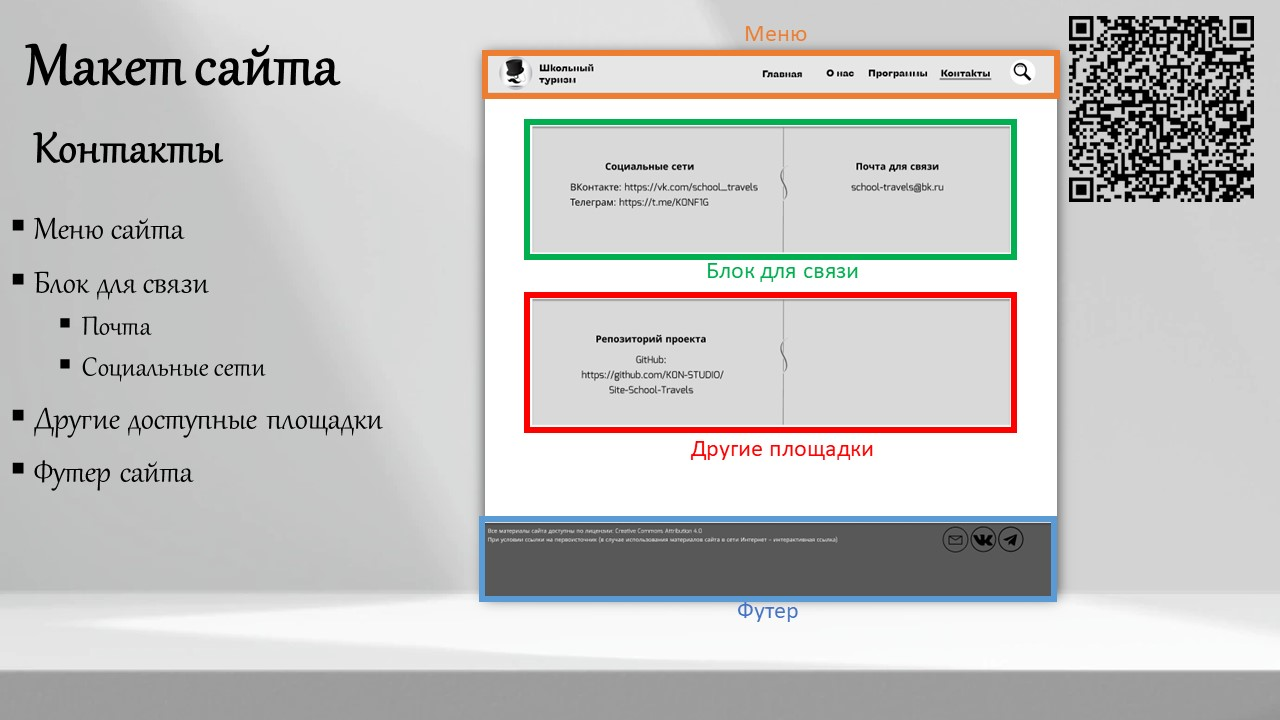 Макет сайта
Контакты
Меню сайта
Блок для связи
Почта
Социальные сети
Другие доступные площадки
Футер сайта
Меню
Школьный
туризм
Главная
О нас
Программы
Контакты
Социальные сети
ВКонтакте: https://vk.com/school_travels
Телеграм: https://t.me/K0NF1G
Почта для связи
school-travels@bk.ru
Блок для связи
Репозиторий проекта
GitHub:
https://github.com/K0N-STUDIO/
Site-School-Travels
Другие площадки
Все материалы сайта доступны по лицензии: Creative Commons Attribution 4.0
При условии ссылки на первоисточник (в случае использования материалов сайта в сети Интернет – интерактивная ссылка)
Футер